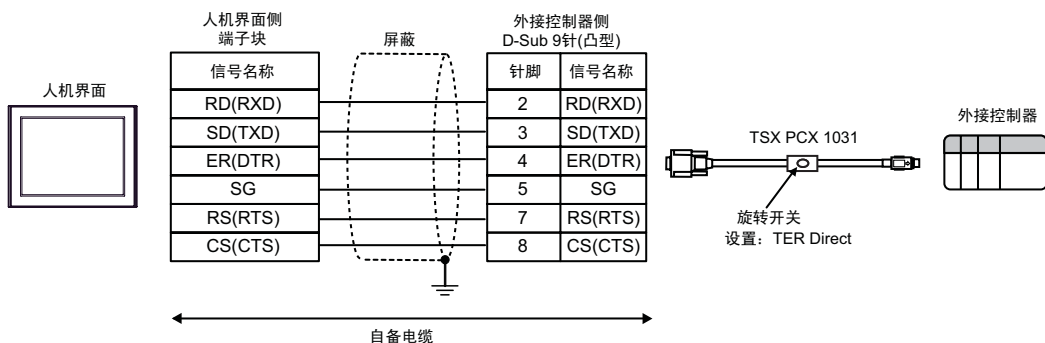 人机界面
人机界面侧
端子块
屏蔽
外接控制器侧
D-Sub 9针(凸型)
信号名称 针脚 信号名称
RD(RXD) 2 RD(RXD)
SD(TXD) 3 SD(TXD)
ER(DTR) 4 ER(DTR)
SG 5 SG
RS(RTS) 7 RS(RTS)
CS(CTS) 8 CS(CTS)
自备电缆
TSX PCX 1031
旋转开关
设置：TER Direct
外接控制器